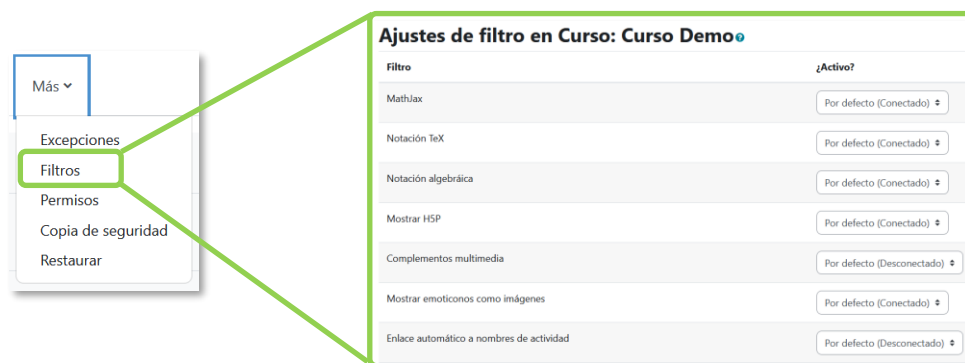 Más
Excepciones
Filtros
Permisos
Copia de seguridad
Restaurar
Ajustes de filtro en Curso: Curso Demo
Filtro ¿Activo?
MathJax Por defecto (Conectado)
Notación TeX Por defecto (Conectado)
Notación algebráica Por defecto (Conectado)
Mostrar H5P Por defecto (Conectado)
Complementos multimedia Por defecto (Desconectado)
Mostrar emoticonos como imágenes Por defecto (Conectado)
Enlace automático a nombres de actividad Por defecto (Desconectado)